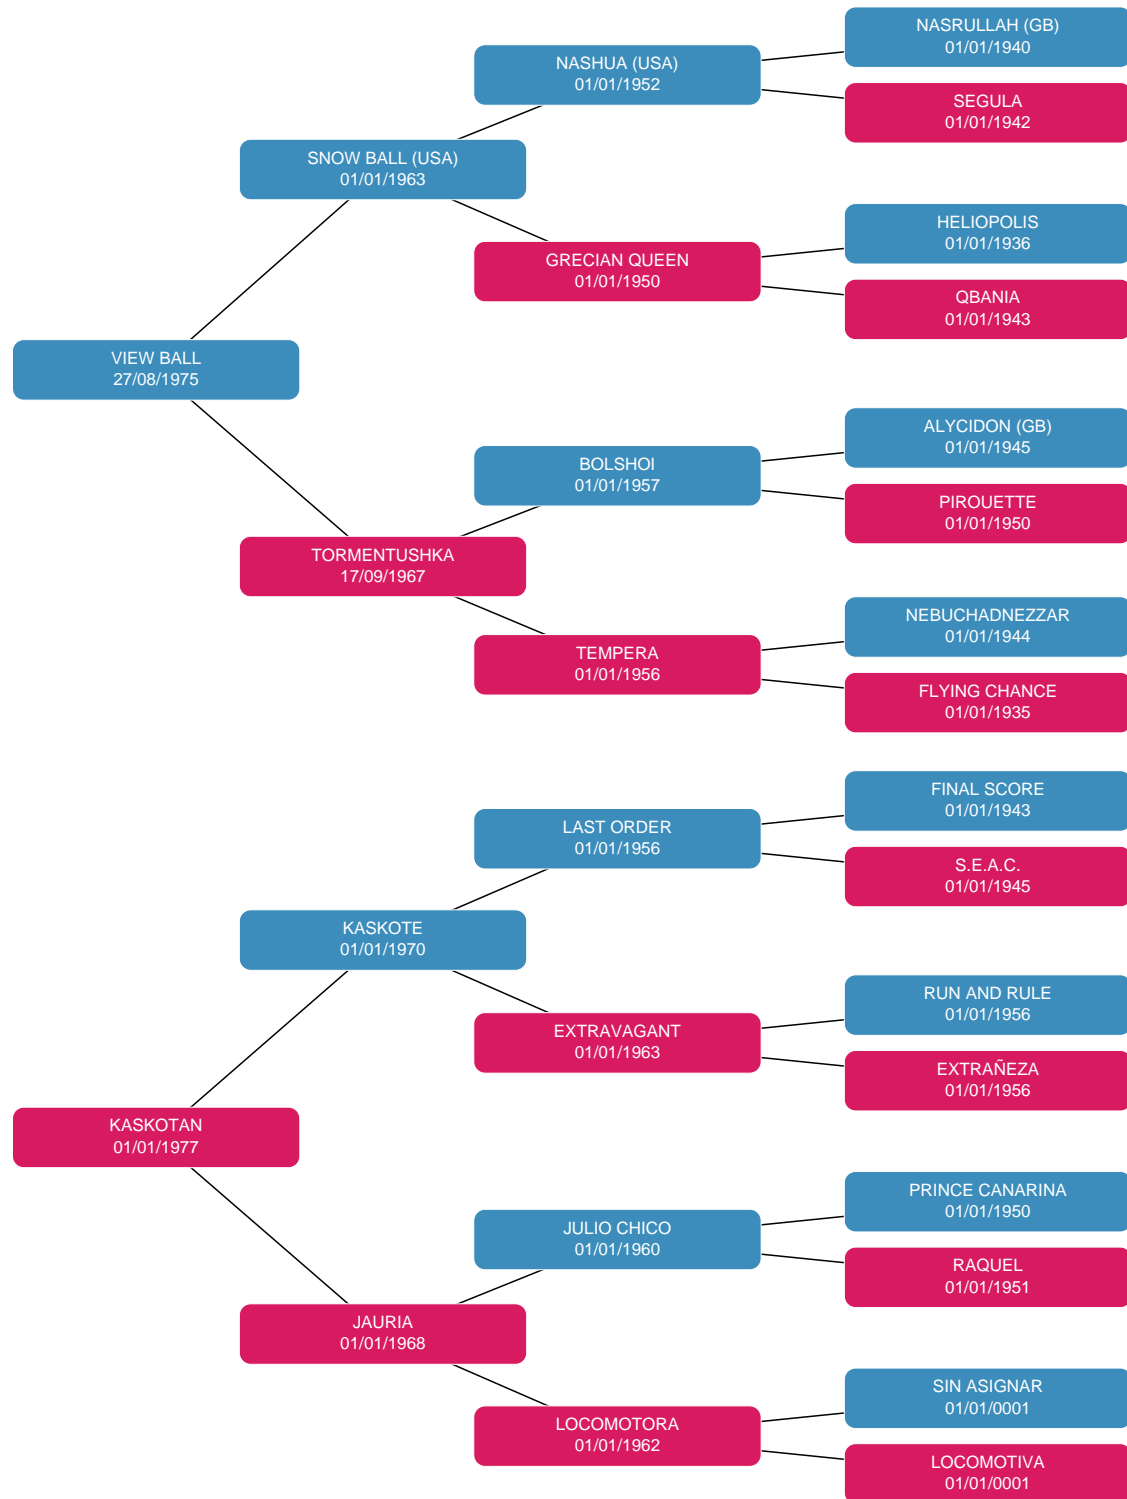 NASRULLAH (GB)
01/01/1940
NASHUA (USA)
01/01/1952
SEGULA
01/01/1942
SNOW BALL (USA)
01/01/1963
HELIOPOLIS
01/01/1936
GRECIAN QUEEN
01/01/1950
QBANIA
01/01/1943
VIEW BALL
27/08/1975
ALYCIDON (GB)
01/01/1945
BOLSHOI
01/01/1957
PIROUETTE
01/01/1950
TORMENTUSHKA
17/09/1967
NEBUCHADNEZZAR
01/01/1944
TEMPERA
01/01/1956
FLYING CHANCE
01/01/1935
FINAL SCORE
01/01/1943
LAST ORDER
01/01/1956
S.E.A.C.
01/01/1945
KASKOTE
01/01/1970
RUN AND RULE
01/01/1956
EXTRAVAGANT
01/01/1963
EXTRAÑEZA
01/01/1956
KASKOTAN
01/01/1977
PRINCE CANARINA
01/01/1950
JULIO CHICO
01/01/1960
RAQUEL
01/01/1951
JAURIA
01/01/1968
SIN ASIGNAR
01/01/0001
LOCOMOTORA
01/01/1962
LOCOMOTIVA
01/01/0001